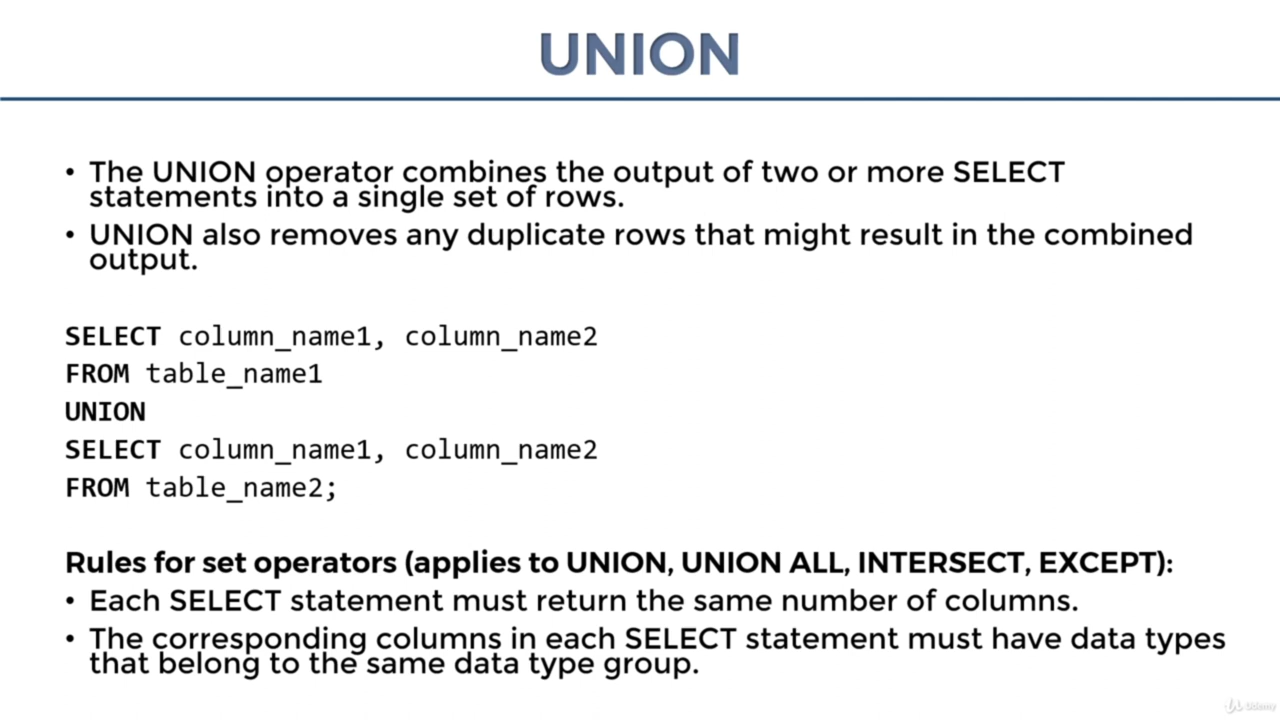 UNION
• The UNION operator combines the output of two or more SELECT
statements into a single set of rows.
• UNION also removes any duplicate rows that might result in the combined
output.
SELECT column_name1, column_name2
FROM table_name1
UNION
SELECT column_name1, column_name2
FROM table_name2;
Rules for set operators (applies to UNION, UNION ALL, INTERSECT, EXCEPT):
• Each SELECT statement must return the same number of columns.
• The corresponding columns in each SELECT statement must have data types
that belong to the same data type group.
Udemy